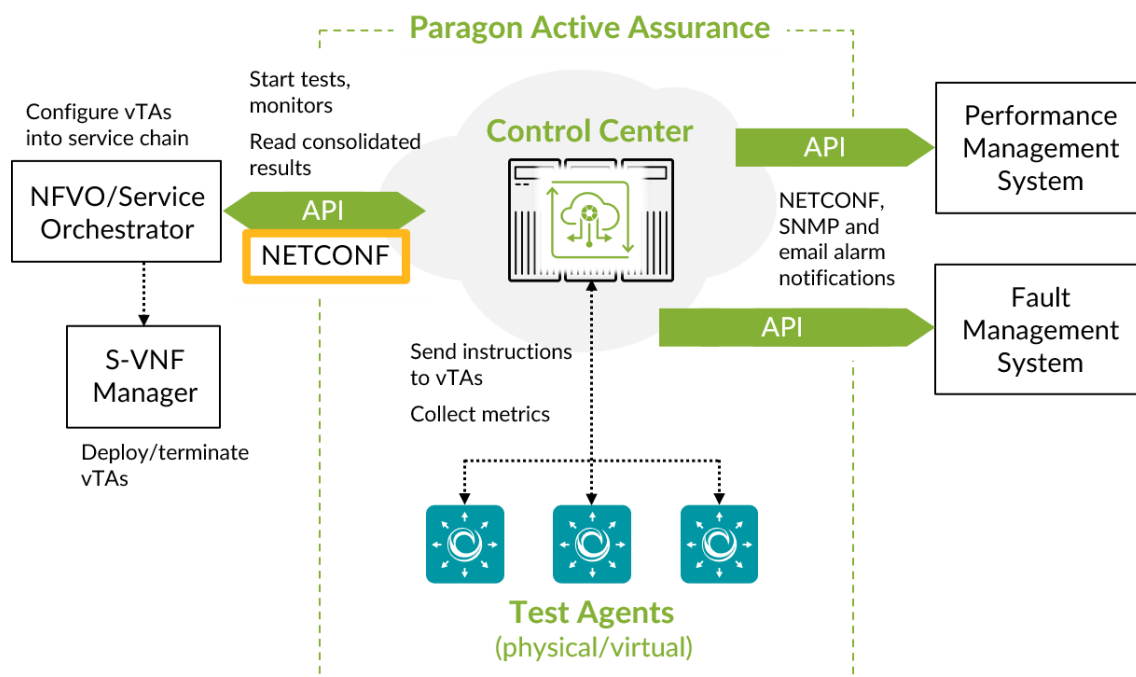 Paragon Active Assurance
Start tests,
monitors
Read consolidated
results
Configure vTAs
into service chain
NFVO/Service
Orchestrator
API
NETCONF
S-VNF
Manager
Deploy/terminate
vTAs
Control Center
API
Performance
Management
System
NETCONF,
SNMP and
email alarm
notifications
API
Fault
Management
System
Send instructions
to vTAs
Collect metrics
Test Agents
(physical/virtual)